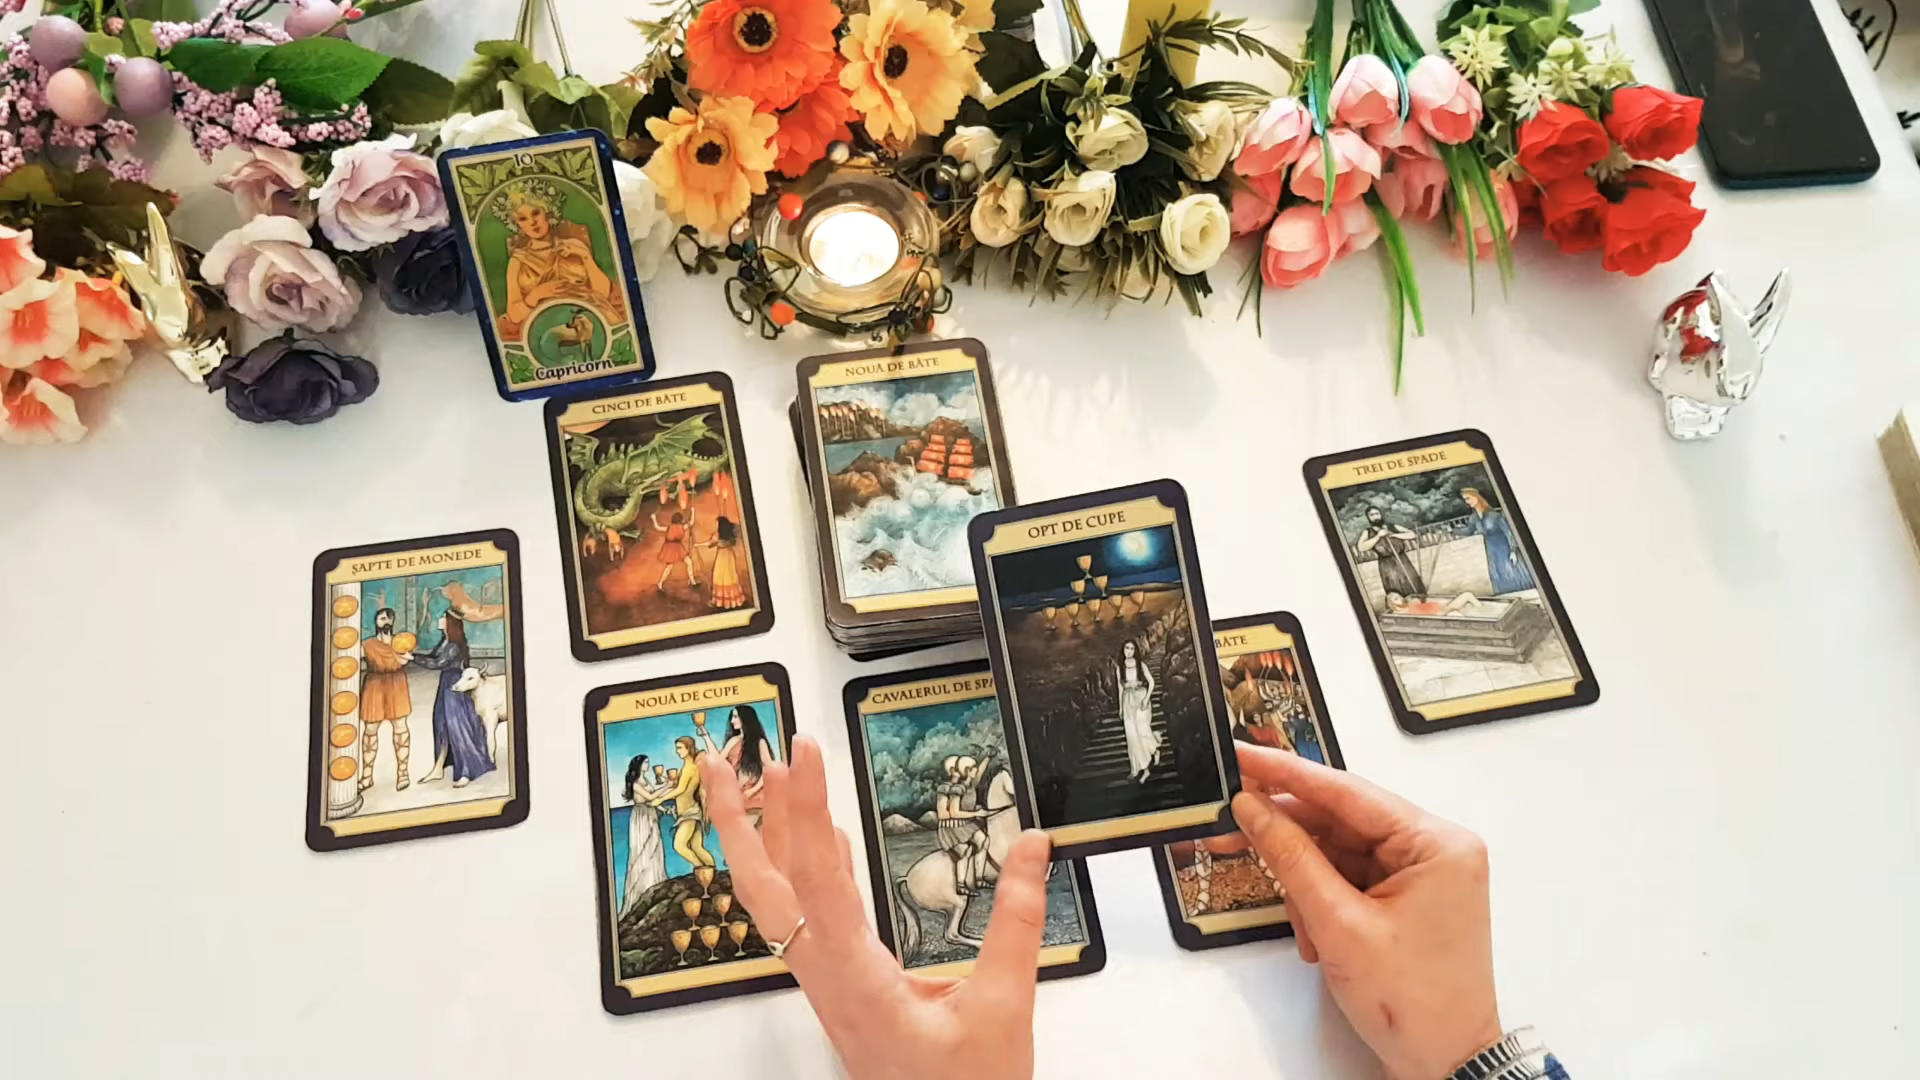 10
Capricorn
CINCI DE BÂTE
NOUĂ DE BÂTE
TREI DE SPADE
OPT DE CUPE
ȘAPTE DE MONEDE
BÂTE
NOUĂ DE CUPE
CAVALERUL DE